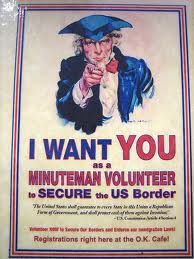 I WANT YOU
as a
MINUTEMAN VOLUNTEER
to SECURE the US Border
"The United States shall guarantee to every State in this Union a Republican
Form of Government, and shall protect each of them against Invasion;"
- U.S. Constitution/Article 4/Section 4
Volunteer NOW to Secure Our Borders and Enforce our Immigration Laws!
Registrations right here at the O.K. Cafe!